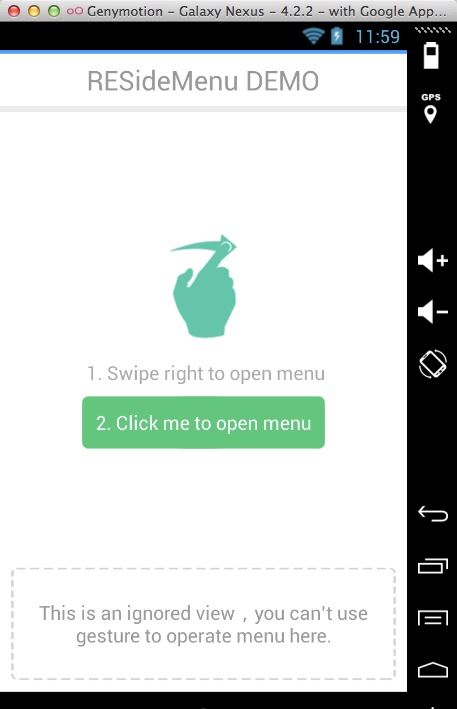 Genymotion – Galaxy Nexus – 4.2.2 – with Google App...
11:59
RESideMenu DEMO
GPS
1. Swipe right to open menu
2. Click me to open menu
This is an ignored view，you can't use
gesture to operate menu here.